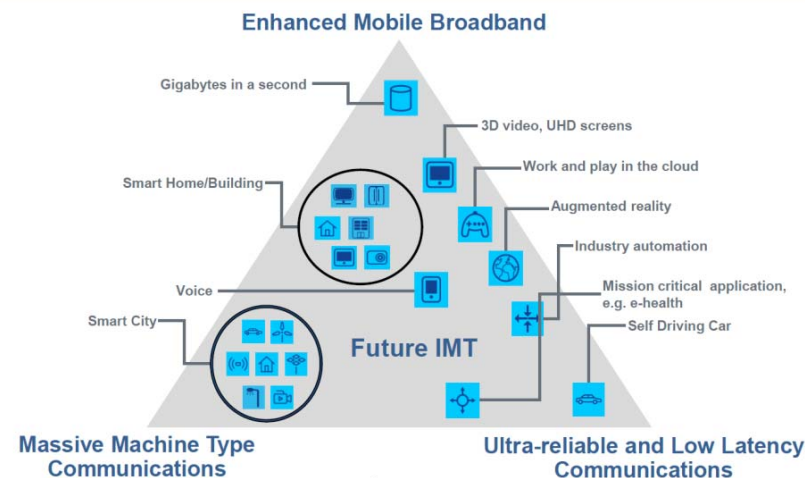 Enhanced Mobile Broadband
Gigabytes in a second
3D video, UHD screens
Work and play in the cloud
Smart Home/Building
Augmented reality
Industry automation
Voice
Mission critical application,
e.g. e-health
Smart City
Self Driving Car
Future IMT
Massive Machine Type
Communications
Ultra-reliable and Low Latency
Communications